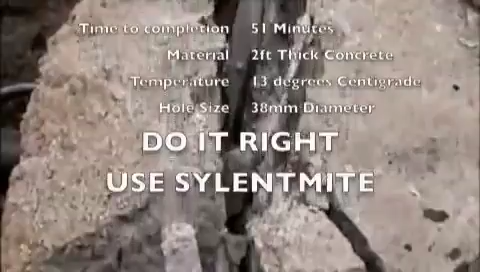 Time to completion 51 Minutes
Material 2ft Thick Concrete
Temperature 13 degrees Centigrade
Hole Size 38mm Diameter
DO IT RIGHT
USE SYLENTMITE